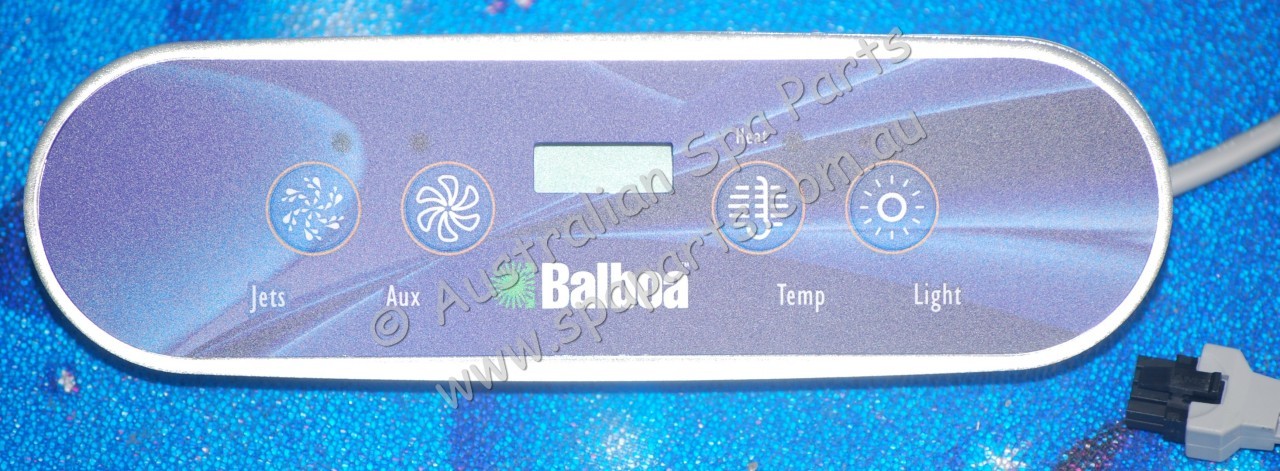 Heat
Jets
Aux
Balboa
Temp
Light
© Australian Spa Parts
www.spaparts.com.au